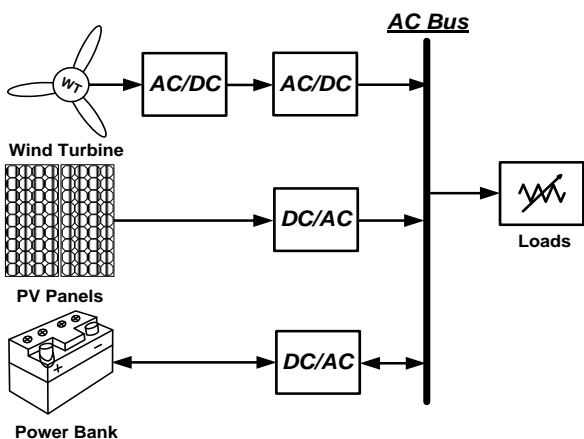 AC Bus
WT
AC/DC
AC/DC
Wind Turbine
DC/AC
Loads
PV Panels
+
−
DC/AC
Power Bank